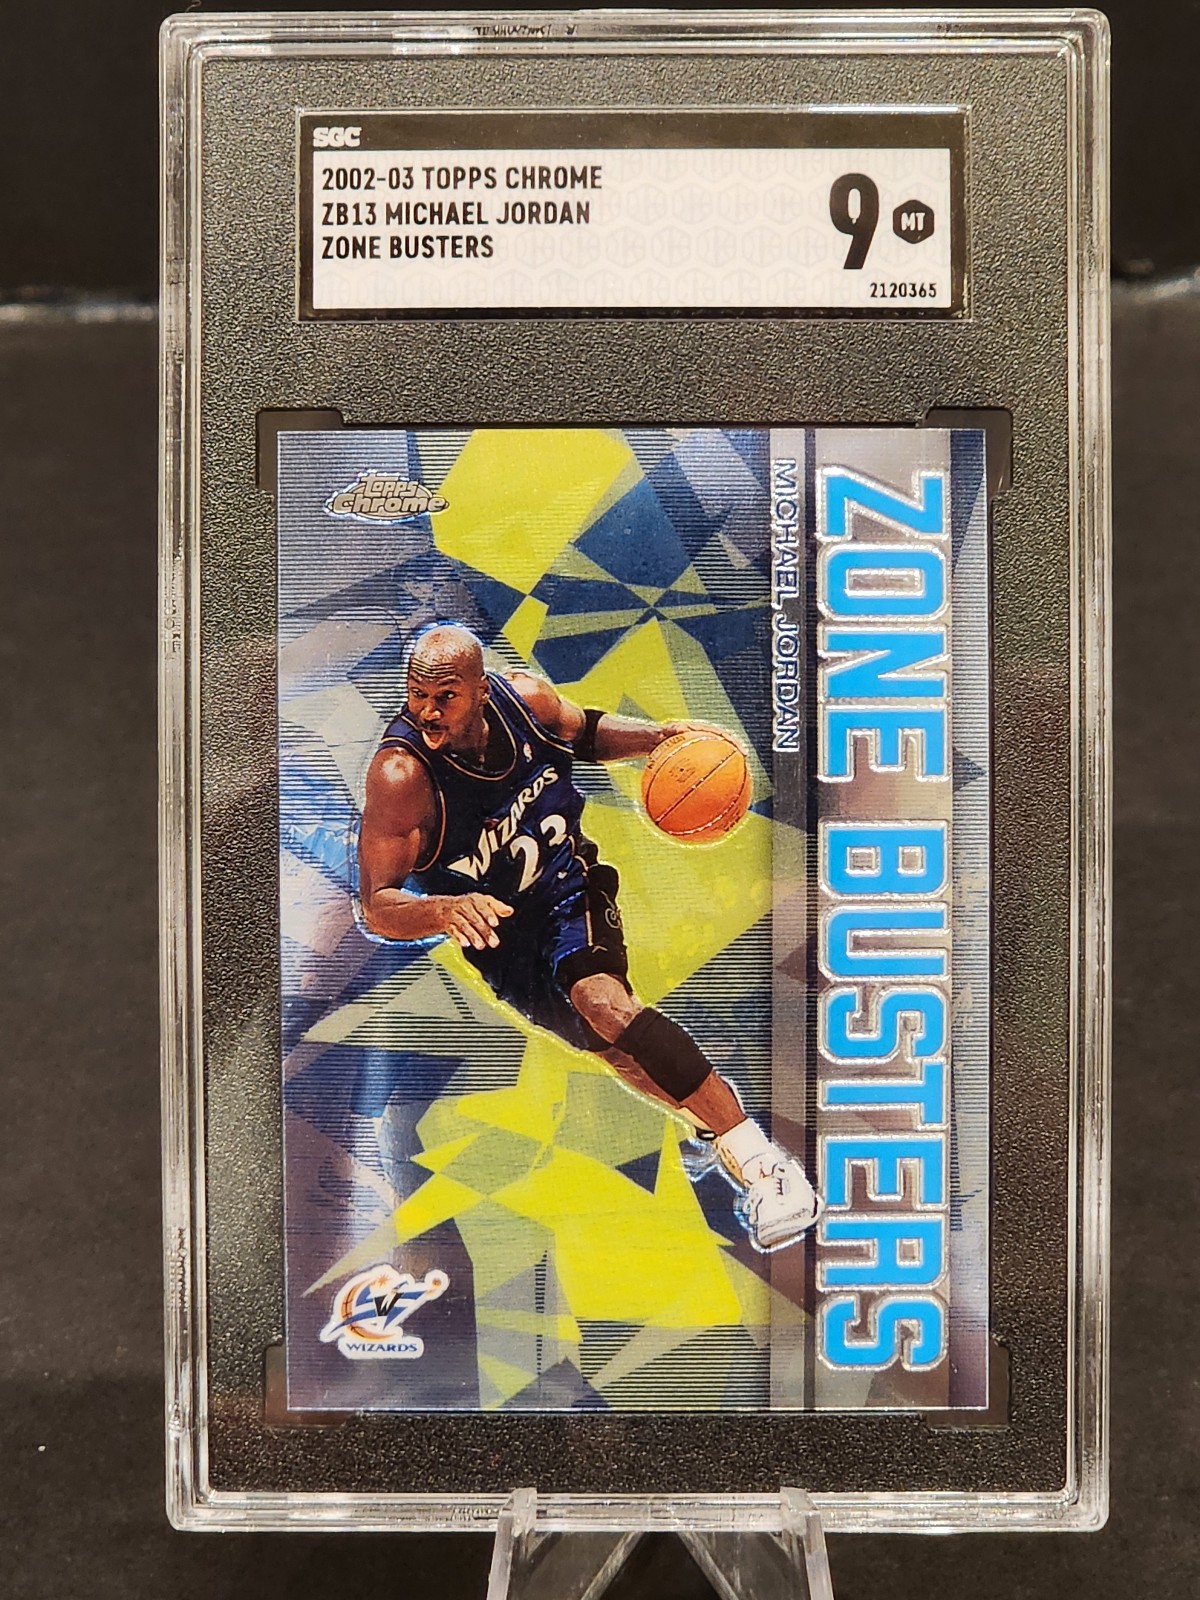 SGC
2002-03 TOPPS CHROME
ZB13 MICHAEL JORDAN
ZONE BUSTERS
9
MT
2120365
Topps
Chrome
MICHAEL JORDAN
ZONE BUSTERS
WIZARDS
23
W
WIZARDS